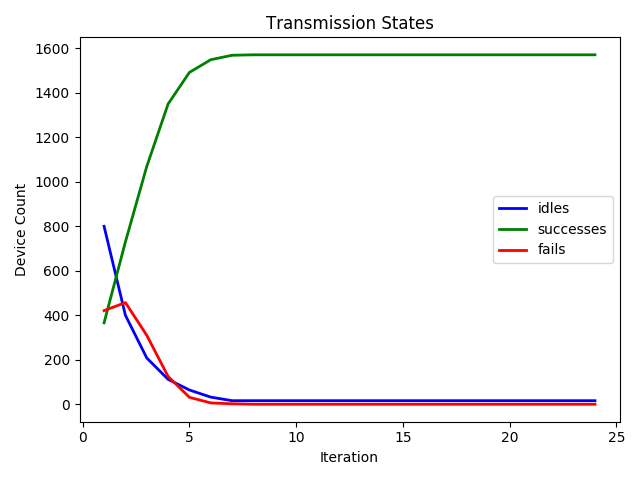 Transmission States
Device Count
1600
1400
1200
1000
800
600
400
200
0
idles
successes
fails
0 5 10 15 20 25
Iteration